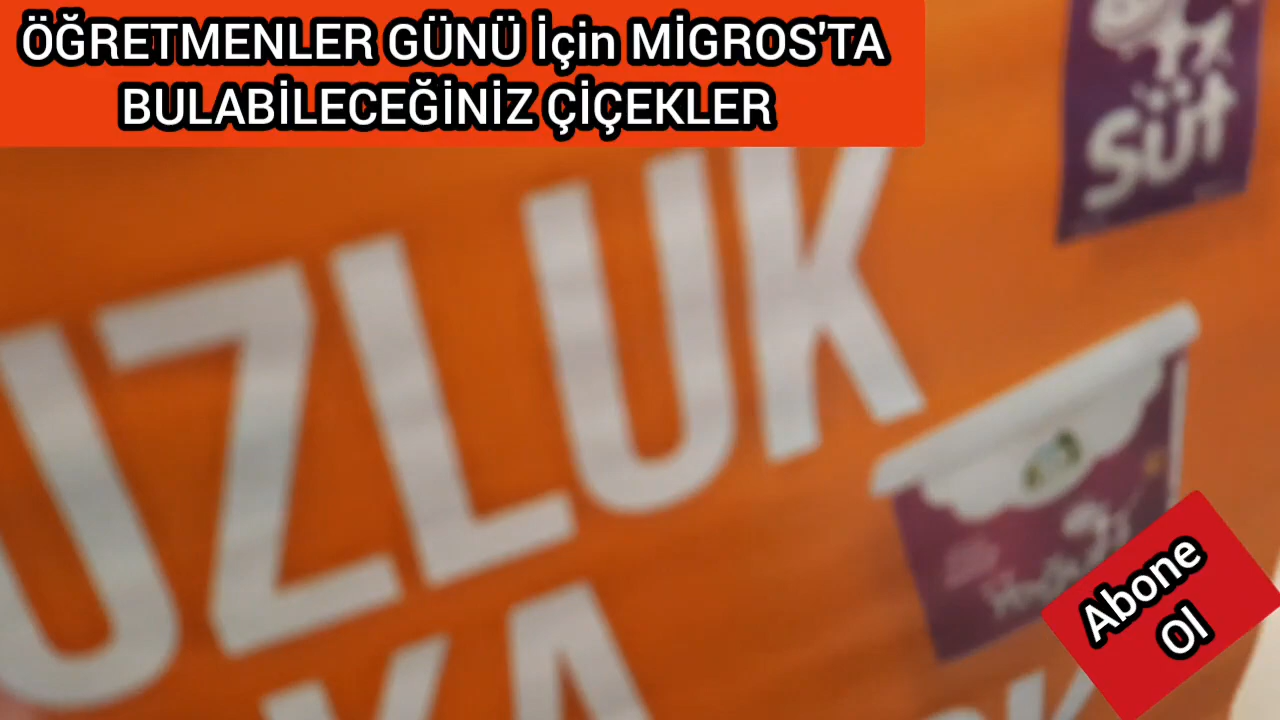 ÖĞRETMENLER GÜNÜ İçin MİGROS'TA
BULABİLECEĞİNİZ ÇİÇEKLER
SÜt
UZLUK
Abone
Ol